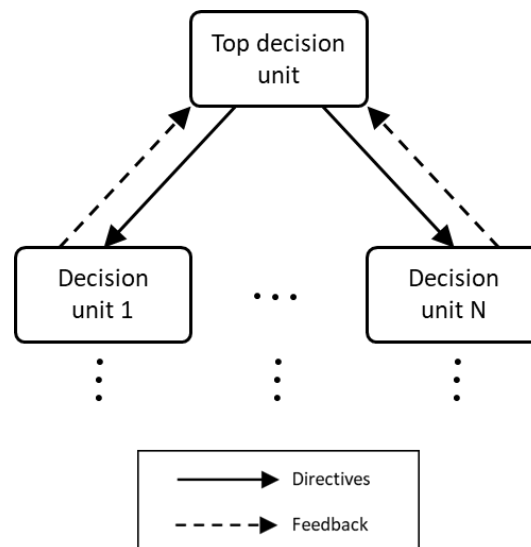 Top decision
unit
Decision
unit 1
...
Decision
unit N
Directives
Feedback